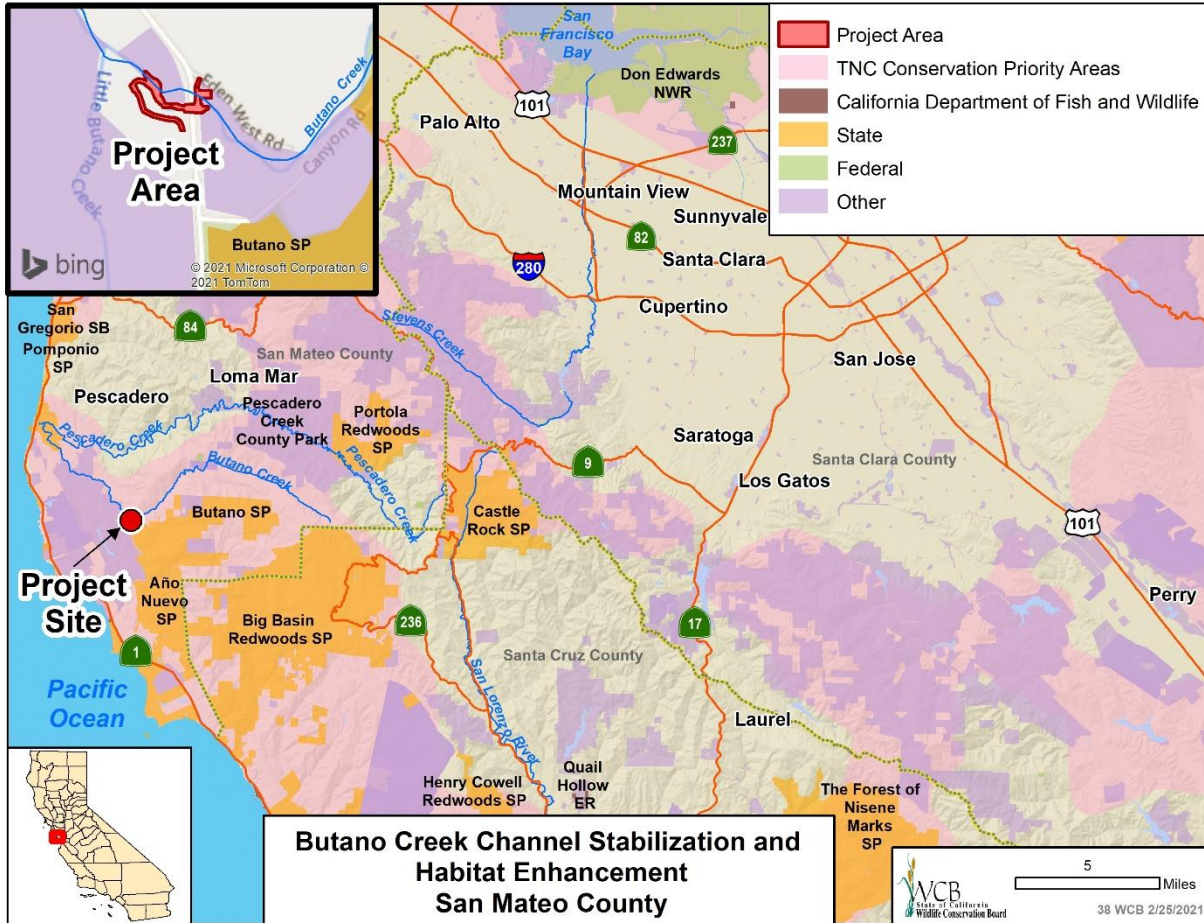 Little Butano
Creek
Eden West Rd
Canyon Rd
Butano Creek
Project
Area
Butano SP
bing
© 2021 Microsoft Corporation ©
2021 TomTom
Project Area
TNC Conservation Priority Areas
California Department of Fish and Wildlife
State
Federal
Other
San
Francisco
Bay
Don Edwards
NWR
101
Palo Alto
237
Mountain View
Sunnyvale
82
Santa Clara
280
Cupertino
San
Gregorio SB
Pomponio
SP
84
San Mateo County
Stevens Creek
Loma Mar
San Jose
Pescadero
Pescadero
Creek
County Park
Portola
Redwoods
SP
Pescadero Creek
Pescadero Creek
Butano Creek
Saratoga
9
Santa Clara County
Los Gatos
Butano SP
Castle
Rock SP
101
Project
Site
Año
Nuevo
SP
Big Basin
Redwoods SP
236
17
Perry
1
Santa Cruz County
San Lorenzo River
Pacific
Ocean
Laurel
Henry Cowell
Redwoods SP
Quail
Hollow
ER
The Forest of
Nisene
Marks
SP
Butano Creek Channel Stabilization and
Habitat Enhancement
San Mateo County
WCB
State of California
Wildlife Conservation Board
5
Miles
38 WCB 2/25/2021